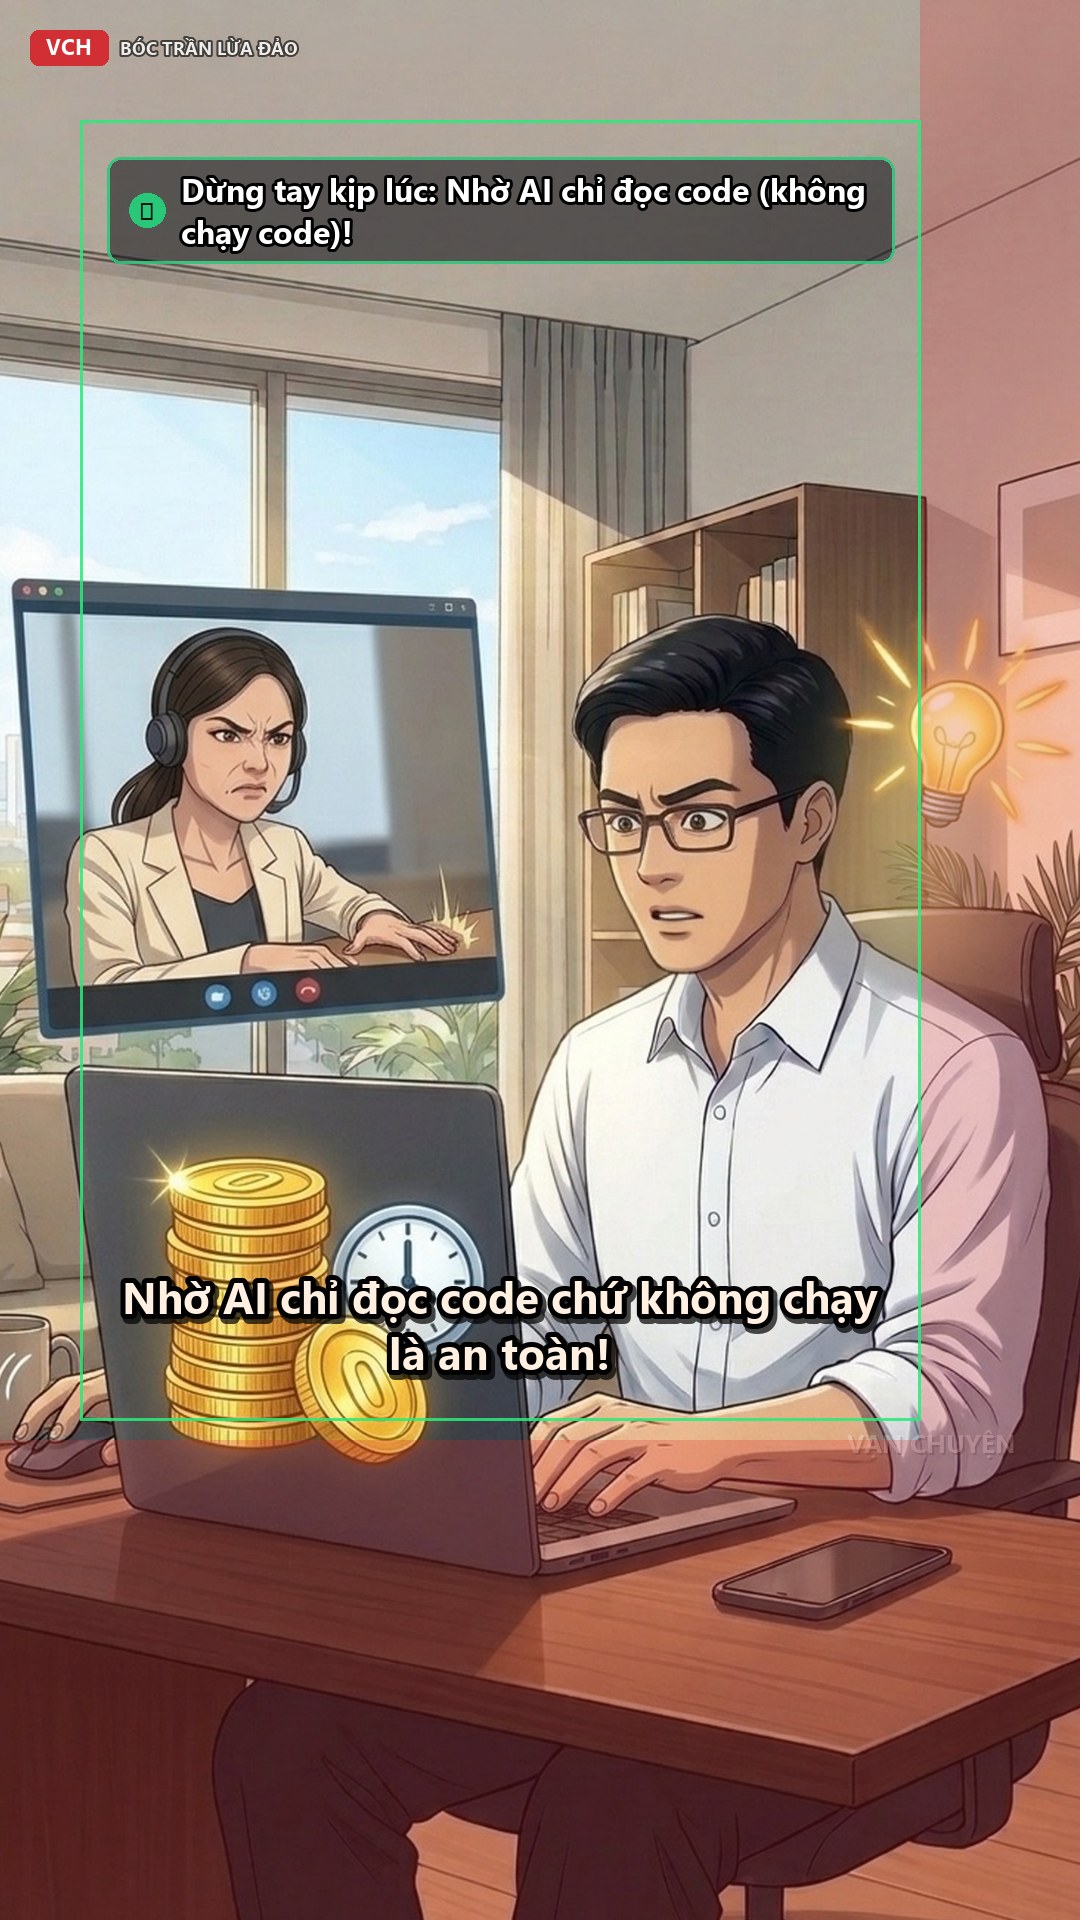 VCH BÓC TRẦN LỪA ĐẢO
Dừng tay kịp lúc: Nhờ AI chỉ đọc code (không
chạy code)!
Nhờ AI chỉ đọc code chứ không chạy
là an toàn!
VẠN CHUYỆN